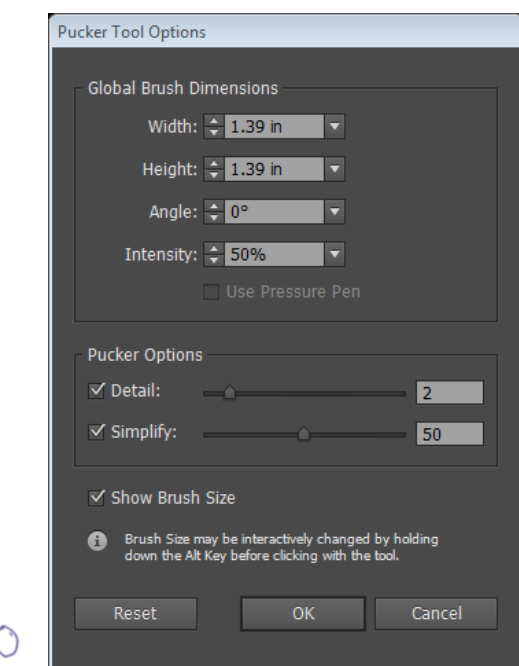 Pucker Tool Options
Global Brush Dimensions
Width: 1.39 in
Height: 1.39 in
Angle: 0°
Intensity: 50%
Use Pressure Pen
Pucker Options
Detail: 2
Simplify: 50
Show Brush Size
Brush Size may be interactively changed by holding
down the Alt Key before clicking with the tool.
Reset OK Cancel